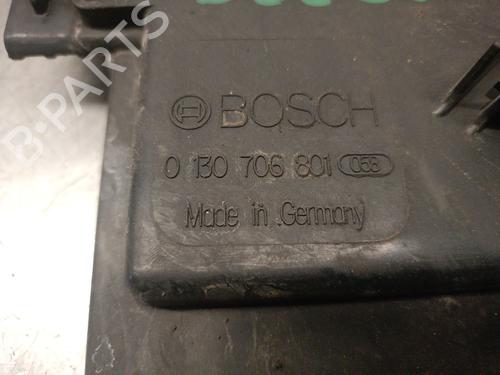 BOSCH
0 130 706 801 053
Made in Germany
B-PARTS